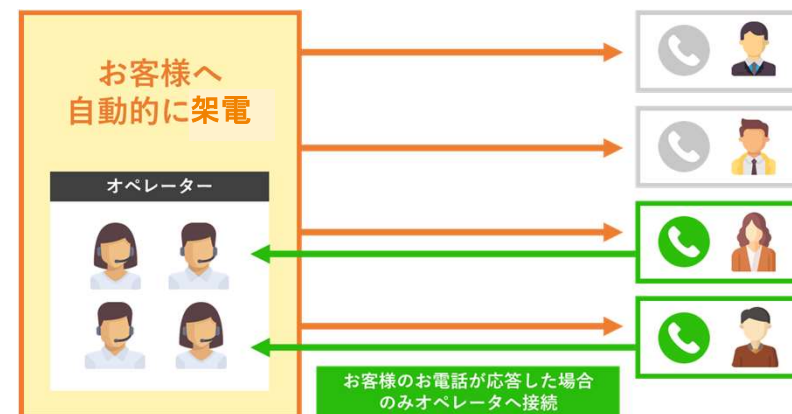 お客様へ
自動的に架電
オペレーター
お客様のお電話が応答した場合
のみオペレータへ接続